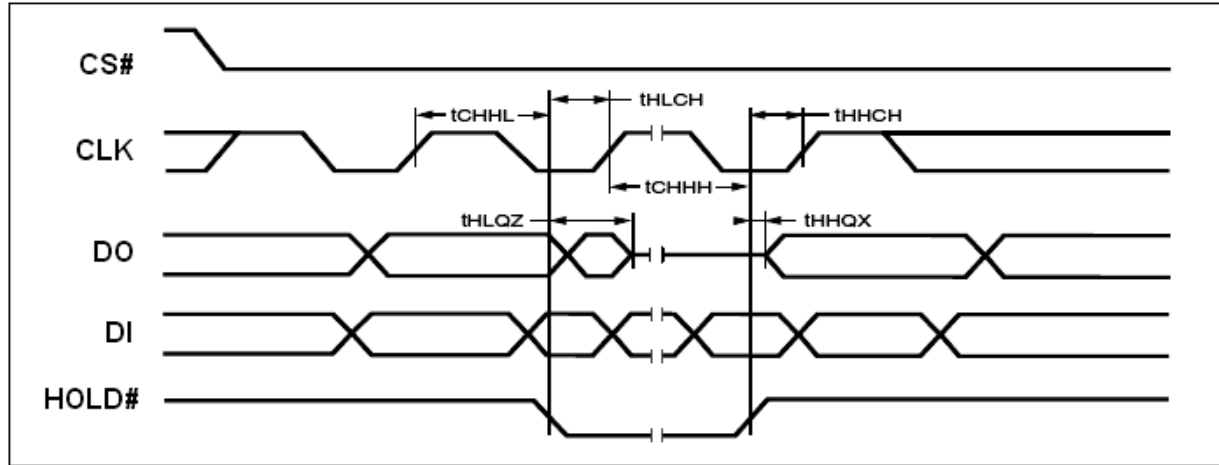 CS#
tHLCH
tCHHL
tHHCH
CLK
tCHHH
tHLQZ
tHHQX
DO
DI
HOLD#